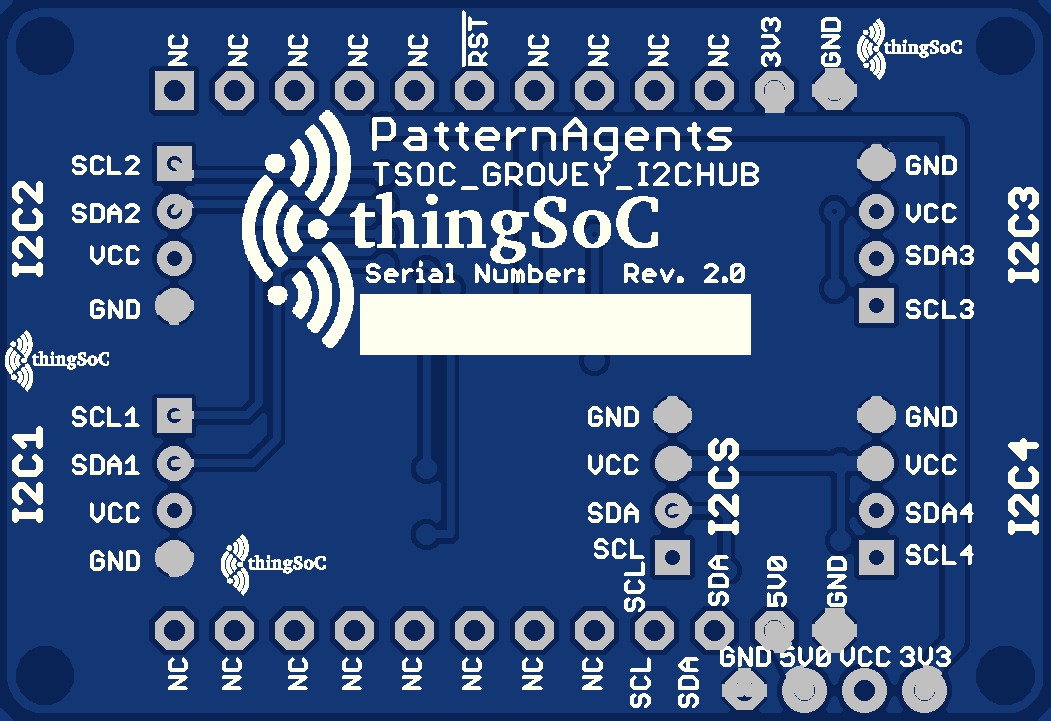 NC NC NC NC NC RST NC NC NC NC 3V3 GND
thingSoC
PatternAgents
TSOC_GROVEY_I2CHUB
thingSoC
Serial Number: Rev. 2.0
I2C2
SCL2
SDA2
VCC
GND
I2C3
GND
VCC
SDA3
SCL3
thingSoC
I2C1
SCL1
SDA1
VCC
GND
thingSoC
I2CS
GND
VCC
SDA
SCL
I2C4
GND
VCC
SDA4
SCL4
SCL SDA 5V0 GND
NC NC NC NC NC NC NC NC SCL SDA
GND 5V0 VCC 3V3